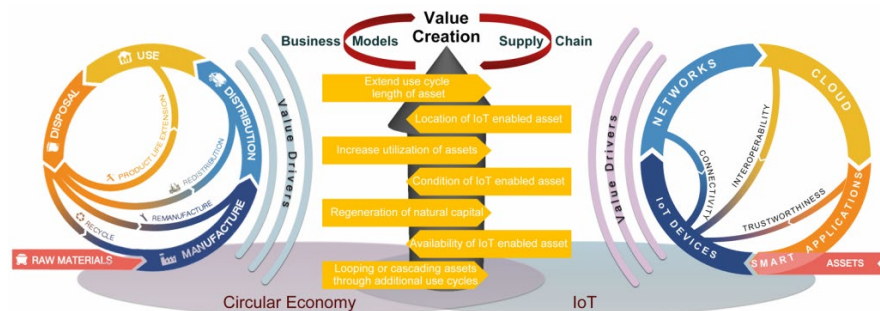 Value
Creation
Business Models
Supply Chain
USE
DISPOSAL
DISTRIBUTION
PRODUCT LIFE EXTENSION
REDISTRIBUTION
REMANUFACTURE
RECYCLE
MANUFACTURE
RAW MATERIALS
Value Drivers
Extend use cycle
length of asset
Location of IoT enabled asset
Increase utilization of assets
Condition of IoT enabled asset
Regeneration of natural capital
Availability of IoT enabled asset
Looping or cascading assets
through additional use cycles
Value Drivers
NETWORKS
CLOUD
CONNECTIVITY
INTEROPERABILITY
TRUSTWORTHINESS
IoT DEVICES
SMART APPLICATIONS
ASSETS
Circular Economy
IoT